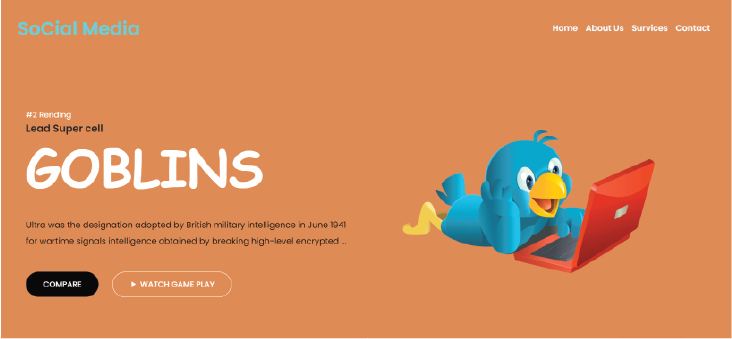 SoCial Media
Home About Us Survices Contact
#2 Rending
Lead Super cell
GOBLINS
Ultra was the designation adopted by British military intelligence in June 1941
for wartime signals intelligence obtained by breaking high-level encrypted ...
COMPARE
WATCH GAME PLAY